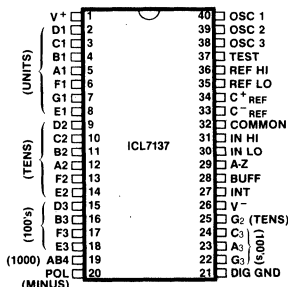 V+ 1 40 OSC 1
D1 2 39 OSC 2
C1 3 38 OSC 3
B1 4 37 TEST
(UNITS) A1 5 36 REF HI
F1 6 35 REF LO
G1 7 34 C+ REF
E1 8 33 C- REF
D2 9 32 COMMON
C2 10 ICL7137 31 IN HI
B2 11 30 IN LO
(TENS) A2 12 29 A-Z
F2 13 28 BUFF
E2 14 27 INT
D3 15 26 V-
(100's) B3 16 25 G2 (TENS)
F3 17 24 C3
E3 18 23 A3 (100's)
(1000) AB4 19 22 G3
POL 20 21 DIG GND
(MINUS)